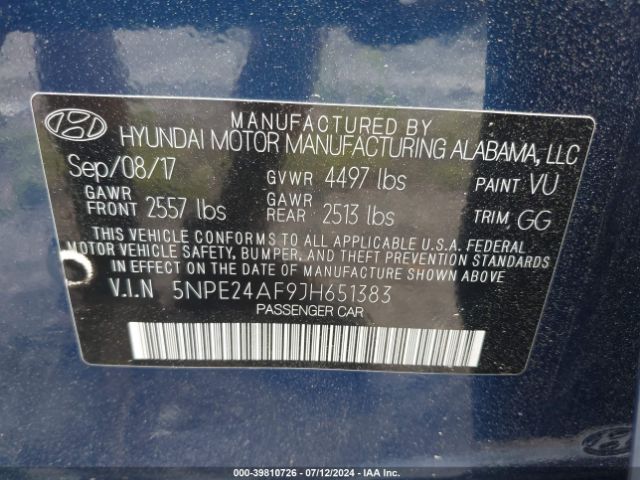 MANUFACTURED BY
HYUNDAI MOTOR MANUFACTURING ALABAMA, LLC
Sep/08/17 GVWR 4497 lbs PAINT VU
GAWR FRONT 2557 lbs GAWR REAR 2513 lbs TRIM, GG
THIS VEHICLE CONFORMS TO ALL APPLICABLE U.S.A. FEDERAL
MOTOR VEHICLE SAFETY, BUMPER, AND THEFT PREVENTION STANDARDS
IN EFFECT ON THE DATE OF MANUFACTURE SHOWN ABOVE.
V.I.N 5NPE24AF9JH651383
PASSENGER CAR
000-39810726 - 07/12/2024 - IAA Inc.